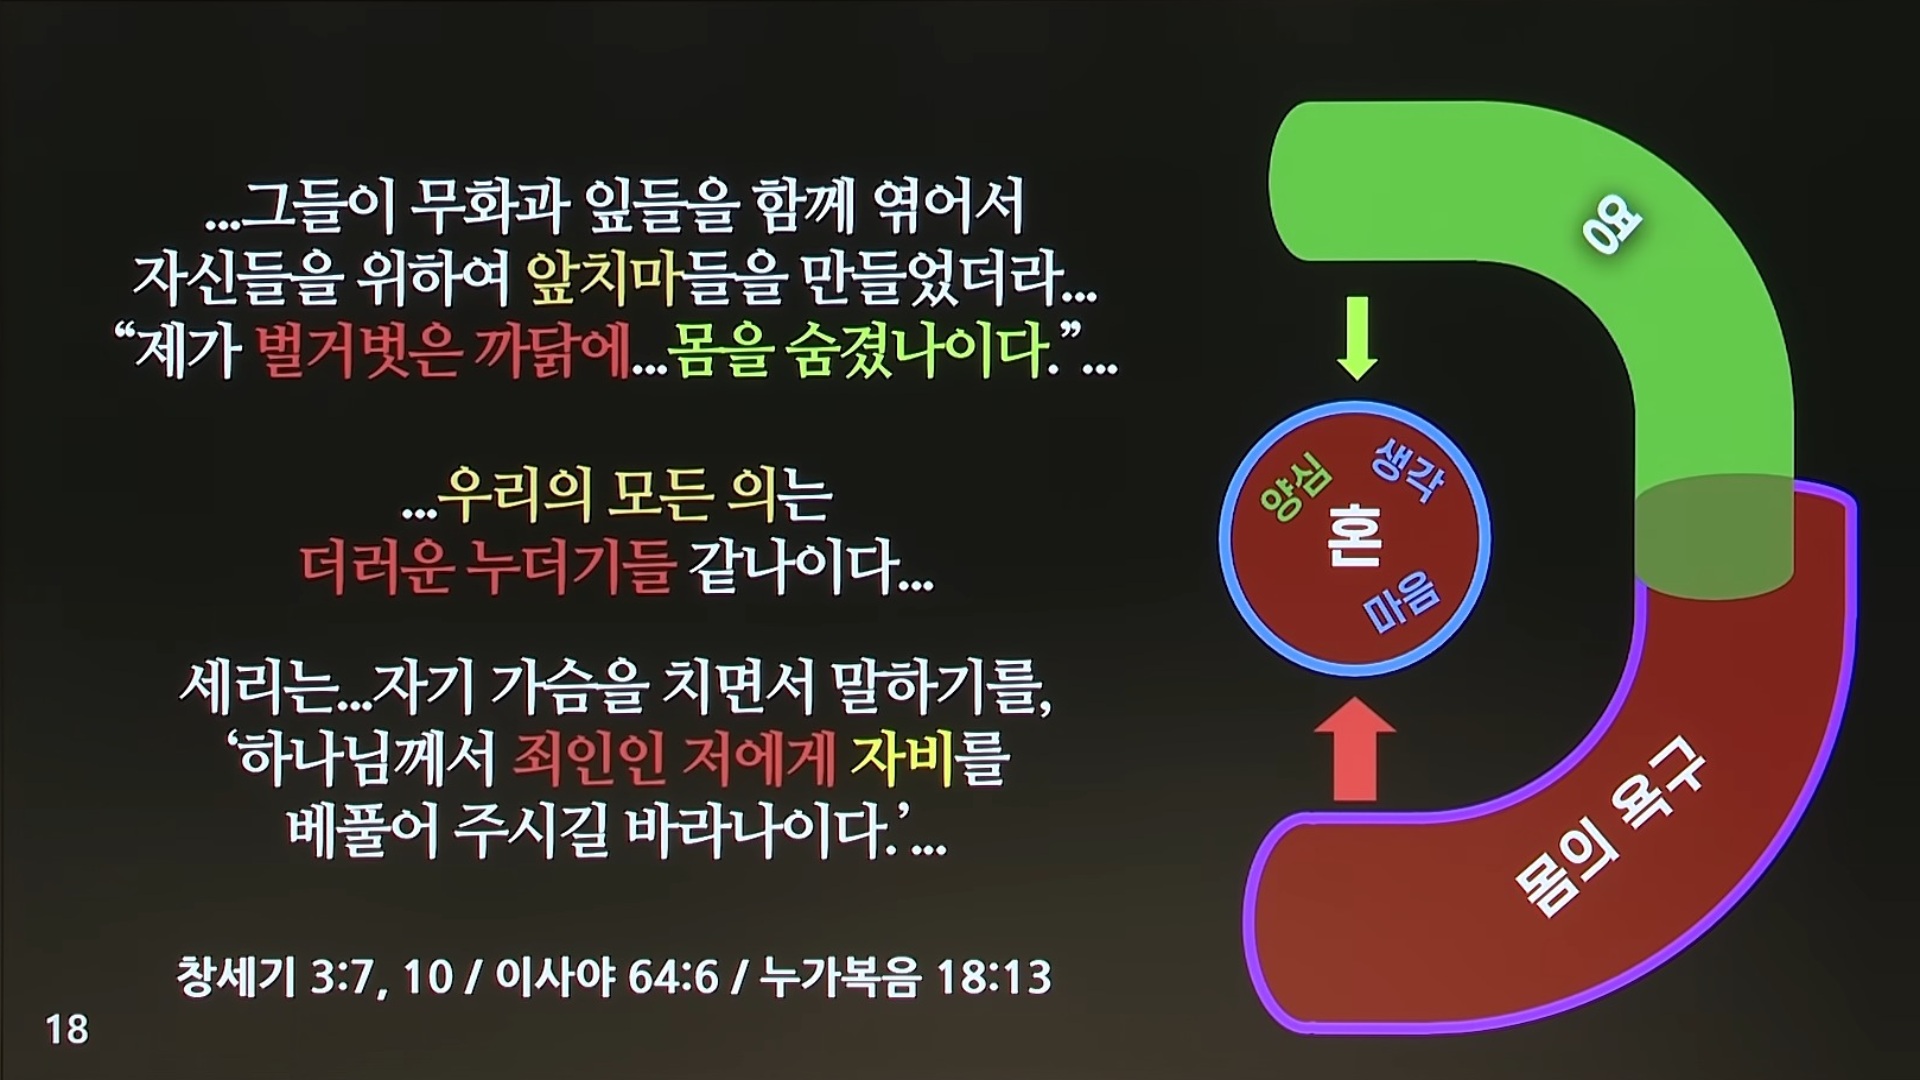 ...그들이 무화과 잎들을 함께 엮어서
자신들을 위하여 앞치마들을 만들었더라...
“제가 벌거벗은 까닭에...몸을 숨겼나이다.”...
...우리의 모든 의는
더러운 누더기들 같나이다...
세리는...자기 가슴을 치면서 말하기를,
‘하나님께서 죄인인 저에게 자비를
베풀어 주시길 바라나이다.’...
창세기 3:7, 10 / 이사야 64:6 / 누가복음 18:13
18
양심
생각
혼
마음
몸의 욕구